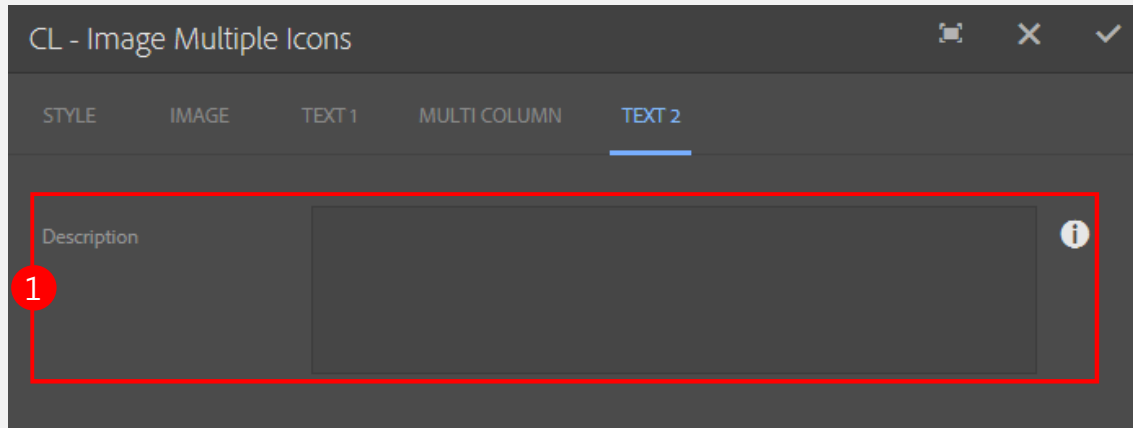 CL - Image Multiple Icons
STYLE IMAGE TEXT 1 MULTI COLUMN TEXT 2
Description
1